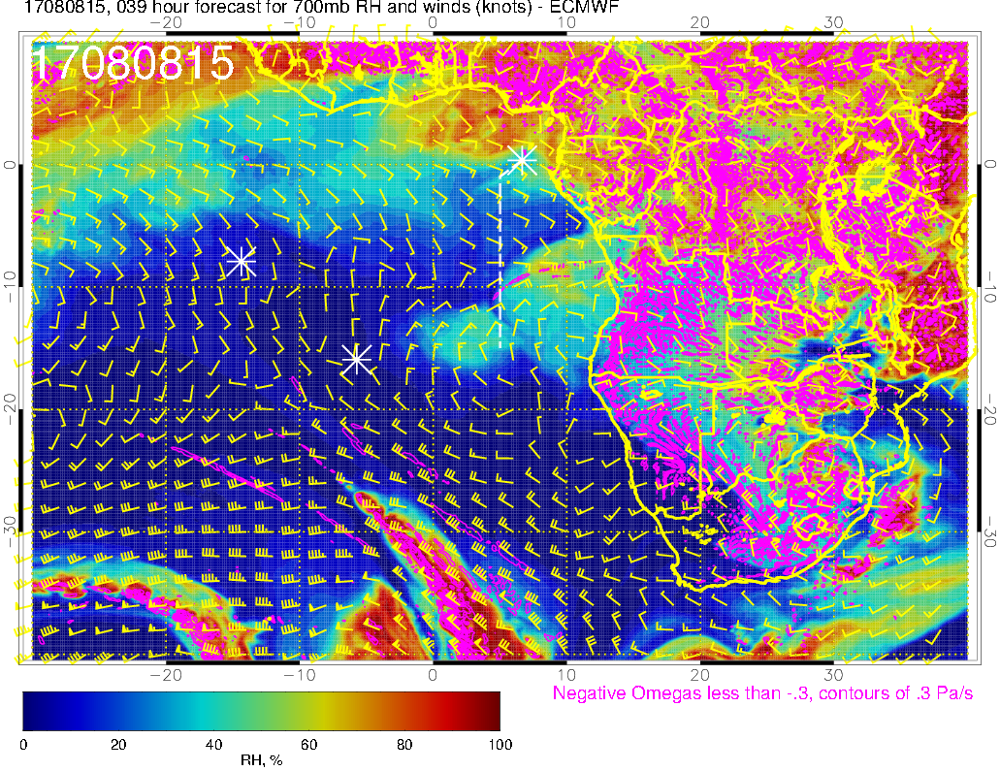 17080815, 039 hour forecast for 700mb RH and winds (knots) - ECMWF
−20 −10 0 10 20 30
17080815
0 0
−10 −10
−20 −20
−30 −30
−20 −10 0 10 20 30
Negative Omegas less than -.3, contours of .3 Pa/s
0 20 40 60 80 100
RH, %